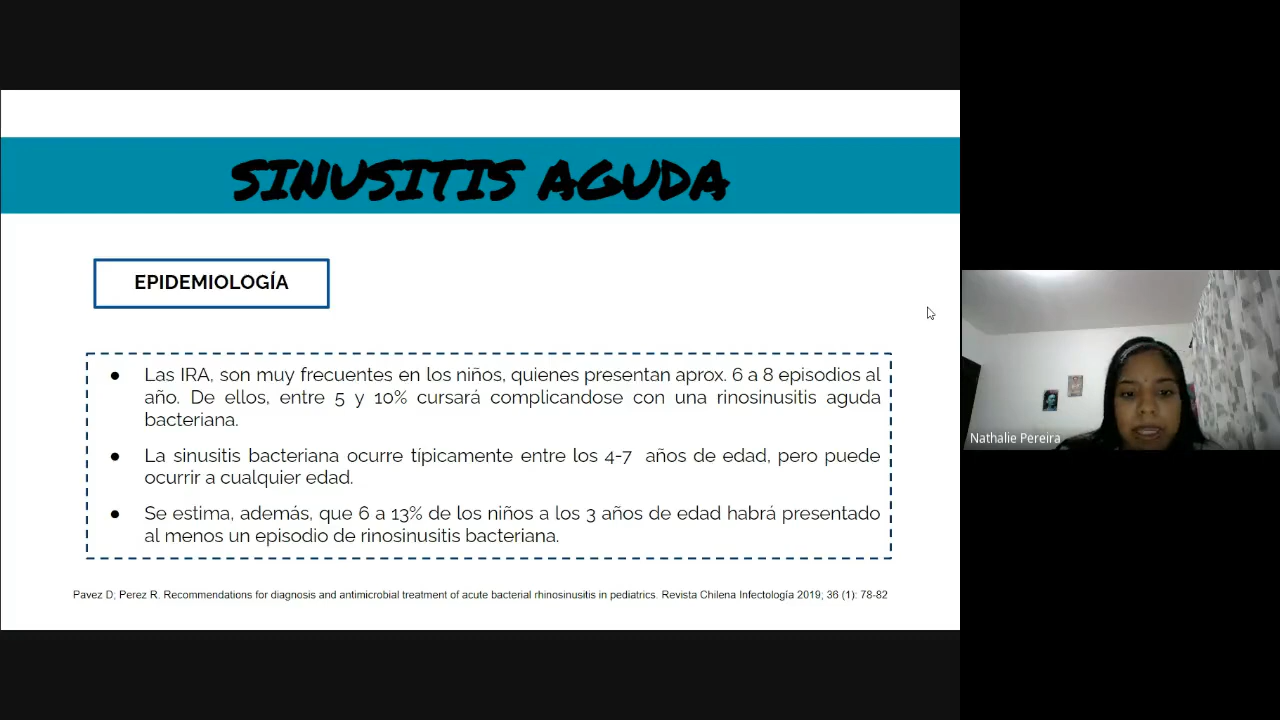 SINUSITIS AGUDA
EPIDEMIOLOGÍA
● Las IRA, son muy frecuentes en los niños, quienes presentan aprox. 6 a 8 episodios al
año. De ellos, entre 5 y 10% cursará complicandose con una rinosinusitis aguda
bacteriana.
● La sinusitis bacteriana ocurre típicamente entre los 4-7 años de edad, pero puede
ocurrir a cualquier edad.
● Se estima, además, que 6 a 13% de los niños a los 3 años de edad habrá presentado
al menos un episodio de rinosinusitis bacteriana.
Pavez D; Perez R. Recommendations for diagnosis and antimicrobial treatment of acute bacterial rhinosinusitis in pediatrics. Revista Chilena Infectología 2019; 36 (1): 78-82
Nathalie Pereira